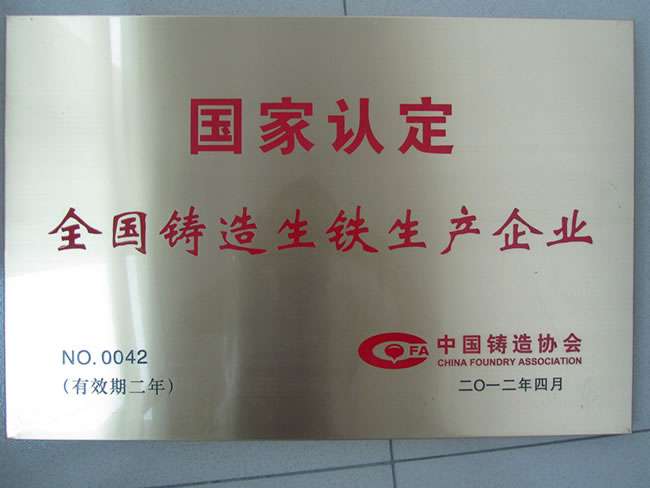 国家认定
全国铸造生铁生产企业
NO.0042
(有效期二年)
CFA
中国铸造协会
CHINA FOUNDRY ASSOCIATION
二〇一二年四月